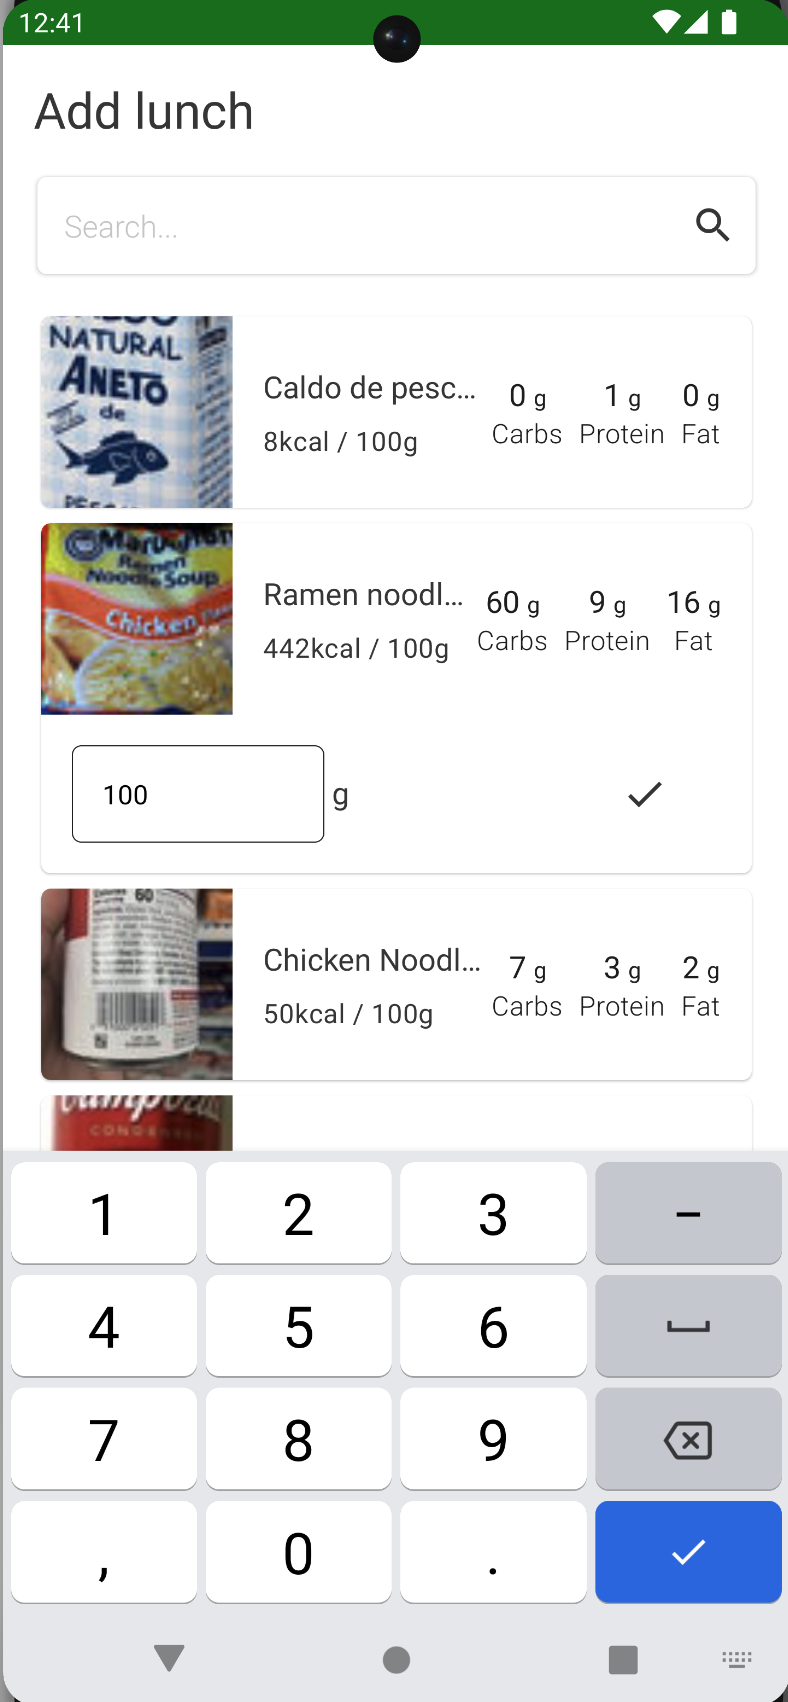 12:41
Add lunch
Search...
NATURAL
ANETO
de
Caldo de pesc...
8kcal / 100g
0 g
Carbs
1 g
Protein
0 g
Fat
Ramen
Noodle Soup
Chicken
Ramen noodl...
442kcal / 100g
60 g
Carbs
9 g
Protein
16 g
Fat
100
g
60
Chicken Noodl...
50kcal / 100g
7 g
Carbs
3 g
Protein
2 g
Fat
1 2 3 –
4 5 6
7 8 9
, 0 .